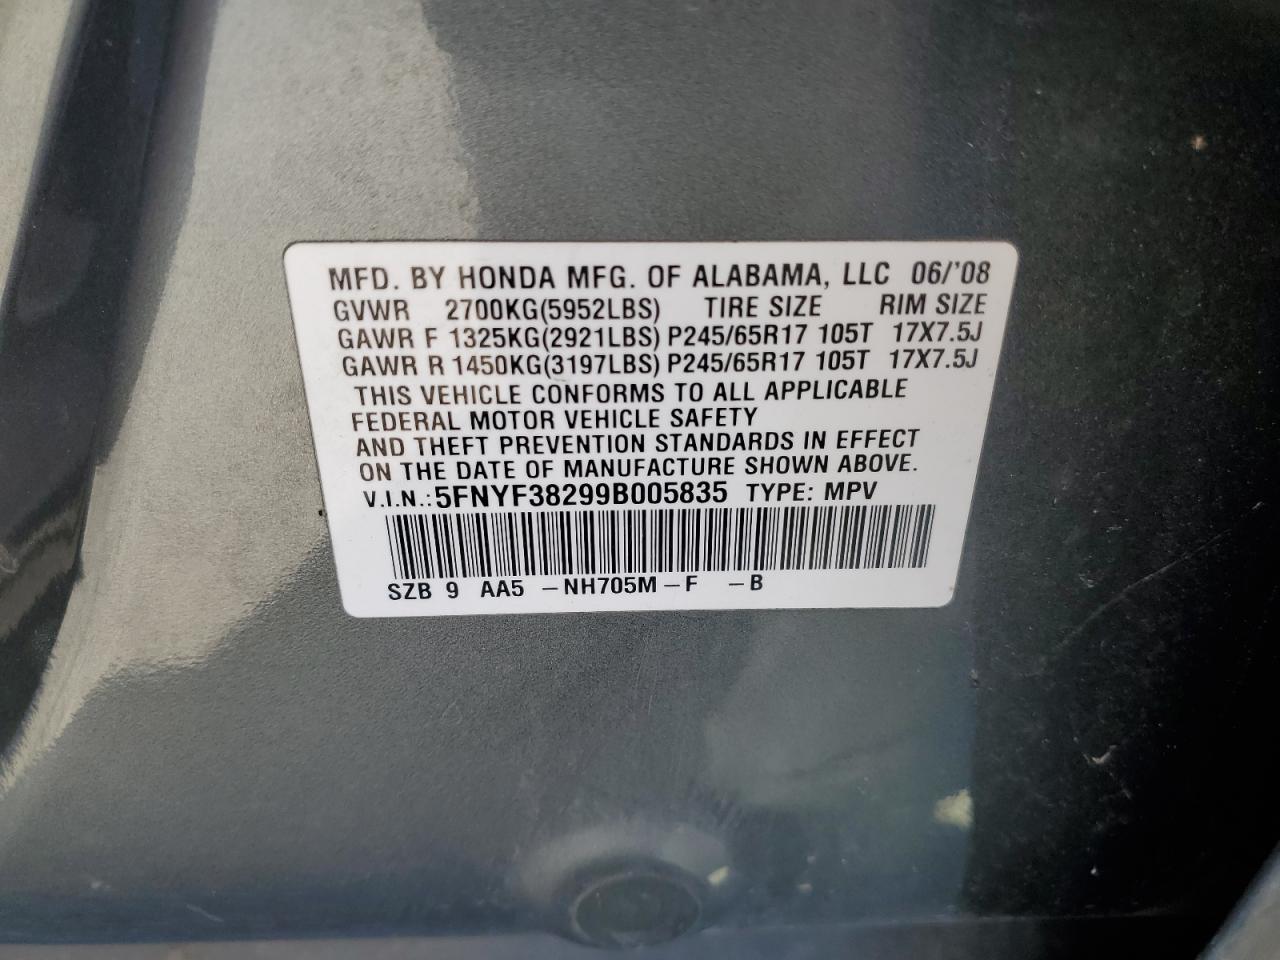 MFD. BY HONDA MFG. OF ALABAMA, LLC 06/'08
GVWR 2700KG(5952LBS) TIRE SIZE RIM SIZE
GAWR F 1325KG(2921LBS) P245/65R17 105T 17X7.5J
GAWR R 1450KG(3197LBS) P245/65R17 105T 17X7.5J
THIS VEHICLE CONFORMS TO ALL APPLICABLE
FEDERAL MOTOR VEHICLE SAFETY
AND THEFT PREVENTION STANDARDS IN EFFECT
ON THE DATE OF MANUFACTURE SHOWN ABOVE.
V.I.N.: 5FNYF38299B005835 TYPE: MPV
SZB 9 AA5 -NH705M-F -B